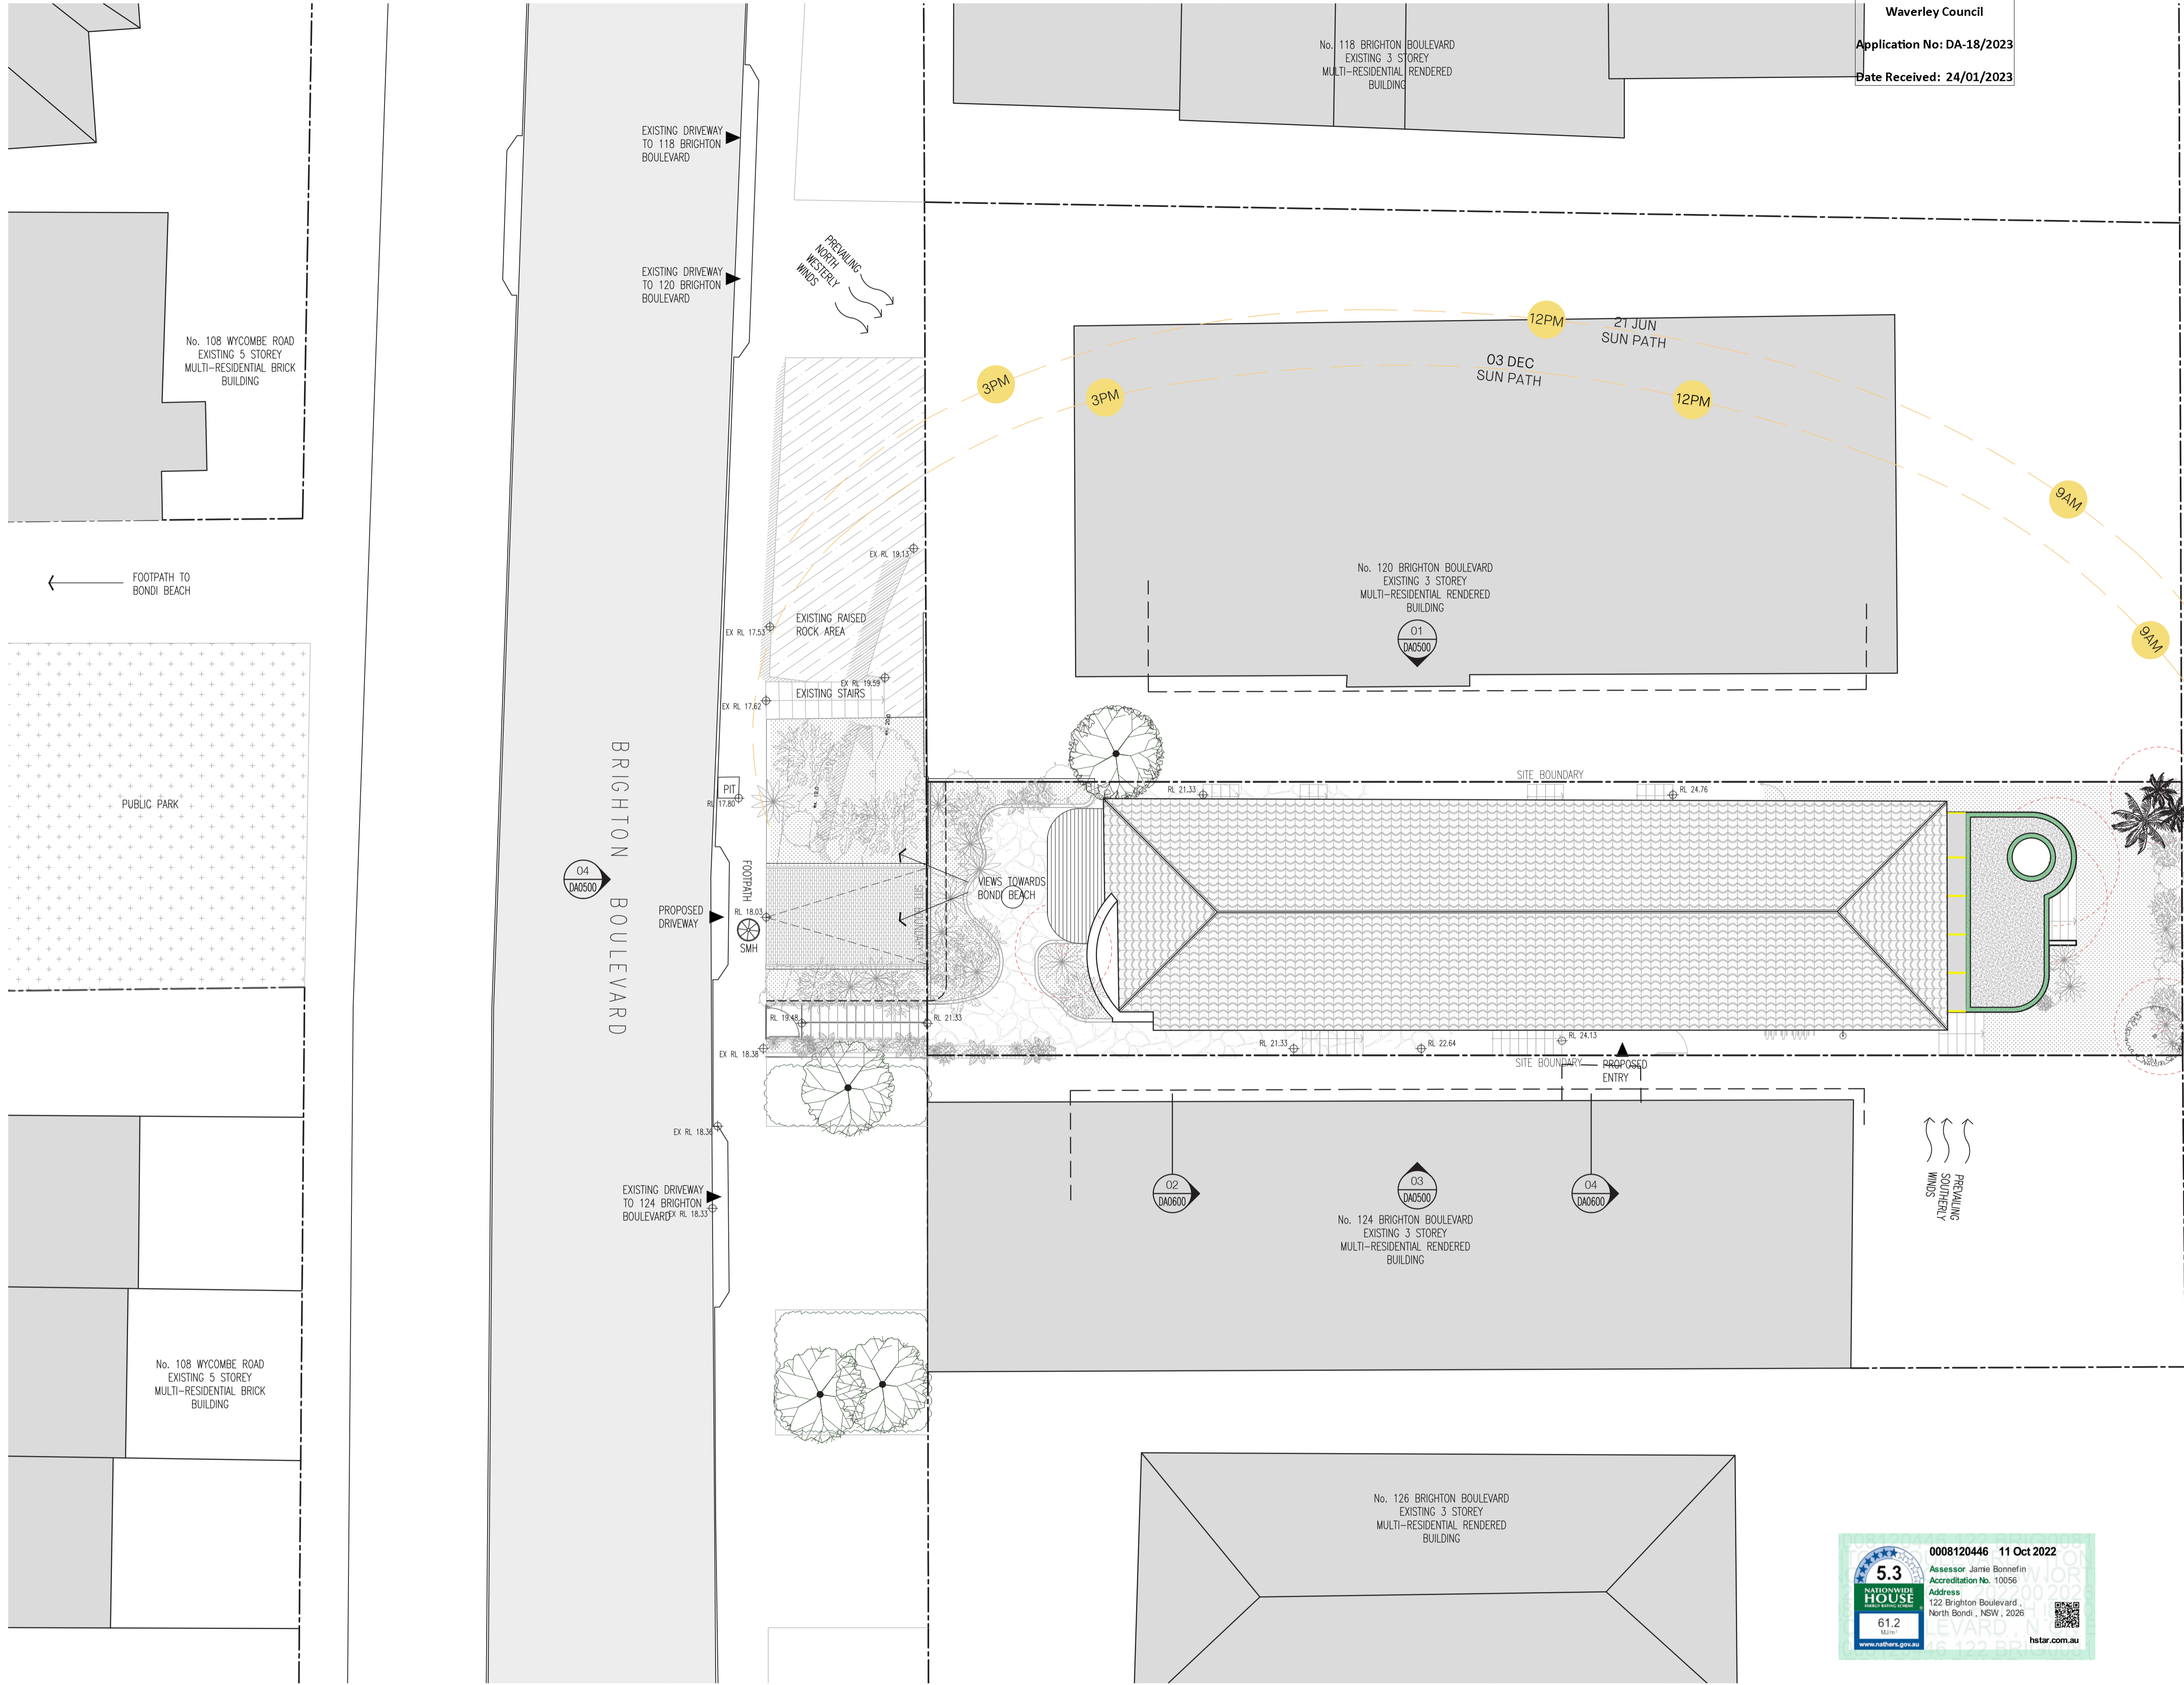 Waverley Council
Application No: DA-18/2023
Date Received: 24/01/2023
No. 118 BRIGHTON BOULEVARD
EXISTING 3 STOREY
MULTI-RESIDENTIAL RENDERED
BUILDING
EXISTING DRIVEWAY
TO 118 BRIGHTON
BOULEVARD
EXISTING DRIVEWAY
TO 120 BRIGHTON
BOULEVARD
PREVAILING
NORTH
WESTERLY
WINDS
No. 108 WYCOMBE ROAD
EXISTING 5 STOREY
MULTI-RESIDENTIAL BRICK
BUILDING
12PM
21 JUN
SUN PATH
03 DEC
SUN PATH
3PM
3PM
12PM
9AM
9AM
FOOTPATH TO
BONDI BEACH
No. 120 BRIGHTON BOULEVARD
EXISTING 3 STOREY
MULTI-RESIDENTIAL RENDERED
BUILDING
01
DA0500
EX RL 19.13
EXISTING RAISED
ROCK AREA
EX RL 17.53
EX RL 19.59
EXISTING STAIRS
EX RL 17.62
PIT
RL 17.80
PUBLIC PARK
BRIGHTON BOULEVARD
SITE BOUNDARY
RL 21.33
RL 24.76
04
DA0500
FOOTPATH
PROPOSED
DRIVEWAY
RL 18.03
SMH
SITE BOUNDARY
VIEWS TOWARDS
BONDI BEACH
RL 19.48
RL 21.33
EX RL 18.38
RL 21.33
RL 22.64
RL 24.13
SITE BOUNDARY
PROPOSED
ENTRY
EX RL 18.36
EXISTING DRIVEWAY
TO 124 BRIGHTON
BOULEVARD
EX RL 18.33
02
DA0600
03
DA0500
04
DA0600
No. 124 BRIGHTON BOULEVARD
EXISTING 3 STOREY
MULTI-RESIDENTIAL RENDERED
BUILDING
PREVAILING
SOUTHERLY
WINDS
No. 108 WYCOMBE ROAD
EXISTING 5 STOREY
MULTI-RESIDENTIAL BRICK
BUILDING
No. 126 BRIGHTON BOULEVARD
EXISTING 3 STOREY
MULTI-RESIDENTIAL RENDERED
BUILDING
5.3
NATIONWIDE
HOUSE
ENERGY RATING SCHEME
61.2
MJ/m²
www.nathers.gov.au
0008120446 11 Oct 2022
Assessor Jamie Bonnefin
Accreditation No. 10056
Address
122 Brighton Boulevard ,
North Bondi , NSW , 2026
hstar.com.au